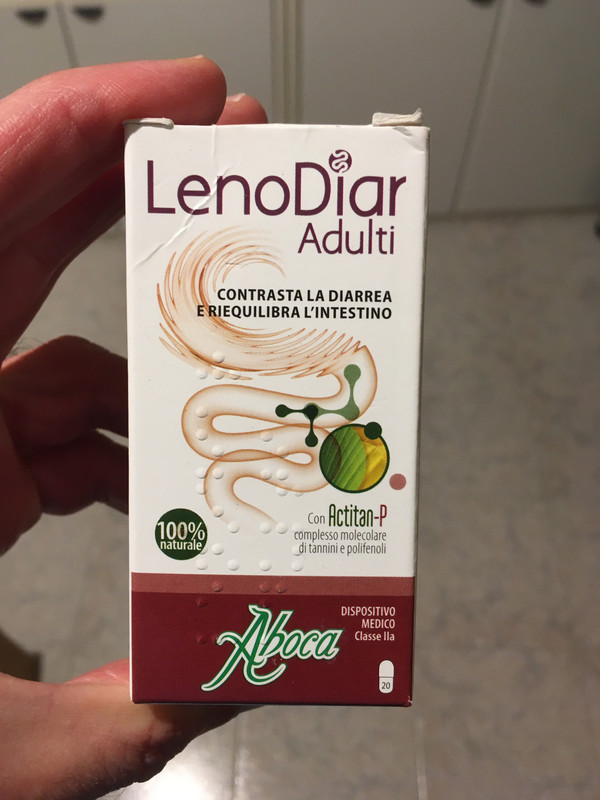 LenoDiar
Adulti
CONTRASTA LA DIARREA
E RIEQUILIBRA L'INTESTINO
Con Actitan-P
complesso molecolare
di tannini e polifenoli
100%
naturale
Aboca
DISPOSITIVO
MEDICO
Classe IIa
20